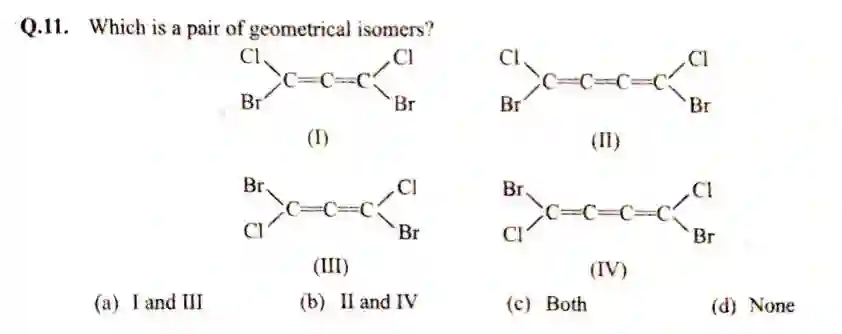 Q.11. Which is a pair of geometrical isomers?
Cl Cl Cl Cl
C=C=C C=C=C=C
Br Br Br Br
(I) (II)
Br Cl Br Cl
C=C=C C=C=C=C
Cl Br Cl Br
(III) (IV)
(a) I and III (b) II and IV (c) Both (d) None